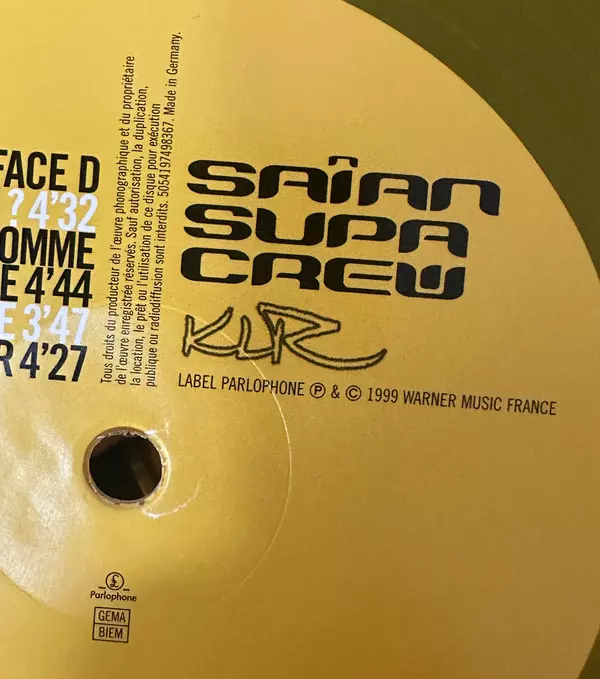 FACE D
? 4'32
OMME
E 4'44
E 3'47
R 4'27
Tous droits du producteur de l'œuvre phonographique et du propriétaire
de l'œuvre enregistrée réservés. Sauf autorisation, la duplication,
la location, le prêt ou l'utilisation de ce disque pour exécution
publique ou radiodiffusion sont interdits. 5054197498367. Made in Germany.
SAÎAN
SUPA
CREW
KLR
LABEL PARLOPHONE Ⓟ & © 1999 WARNER MUSIC FRANCE
£
Parlophone
GEMA
BIEM